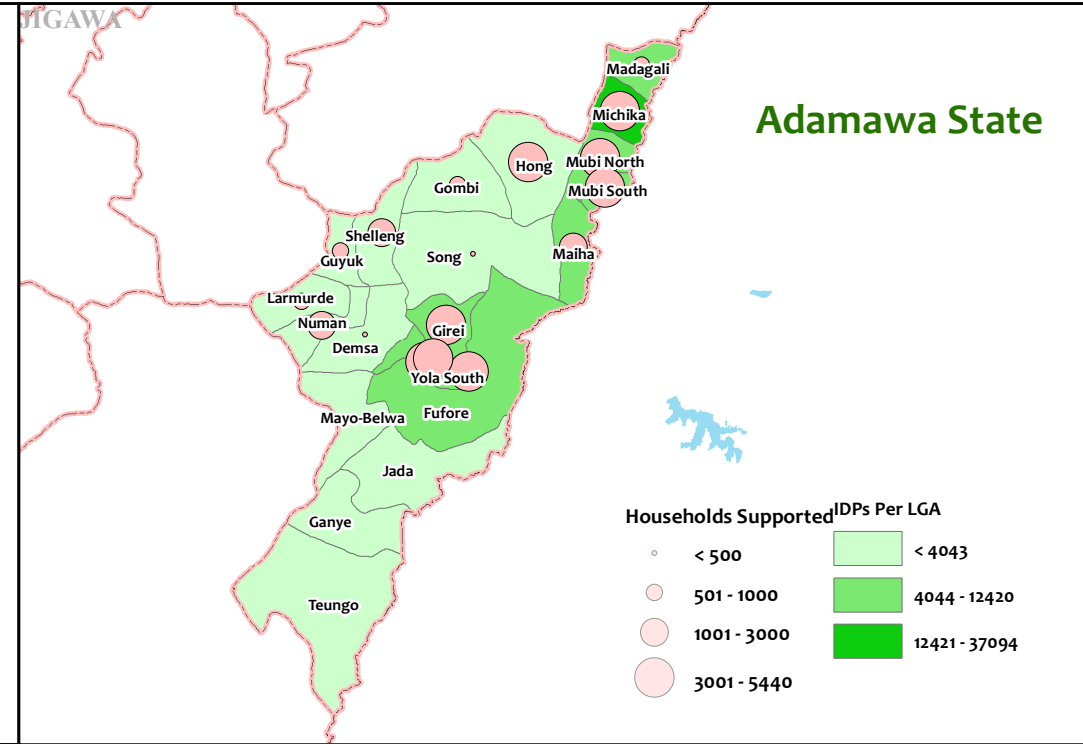 JIGAWA
Adamawa State
Madagali
Michika
Mubi North
Mubi South
Hong
Gombi
Shelleng
Guyuk
Song
Maiha
Larmurde
Numan
Demsa
Girei
Yola South
Fufore
Mayo-Belwa
Jada
Ganye
Teungo
Households Supported
< 500
501 - 1000
1001 - 3000
3001 - 5440
IDPs Per LGA
< 4043
4044 - 12420
12421 - 37094